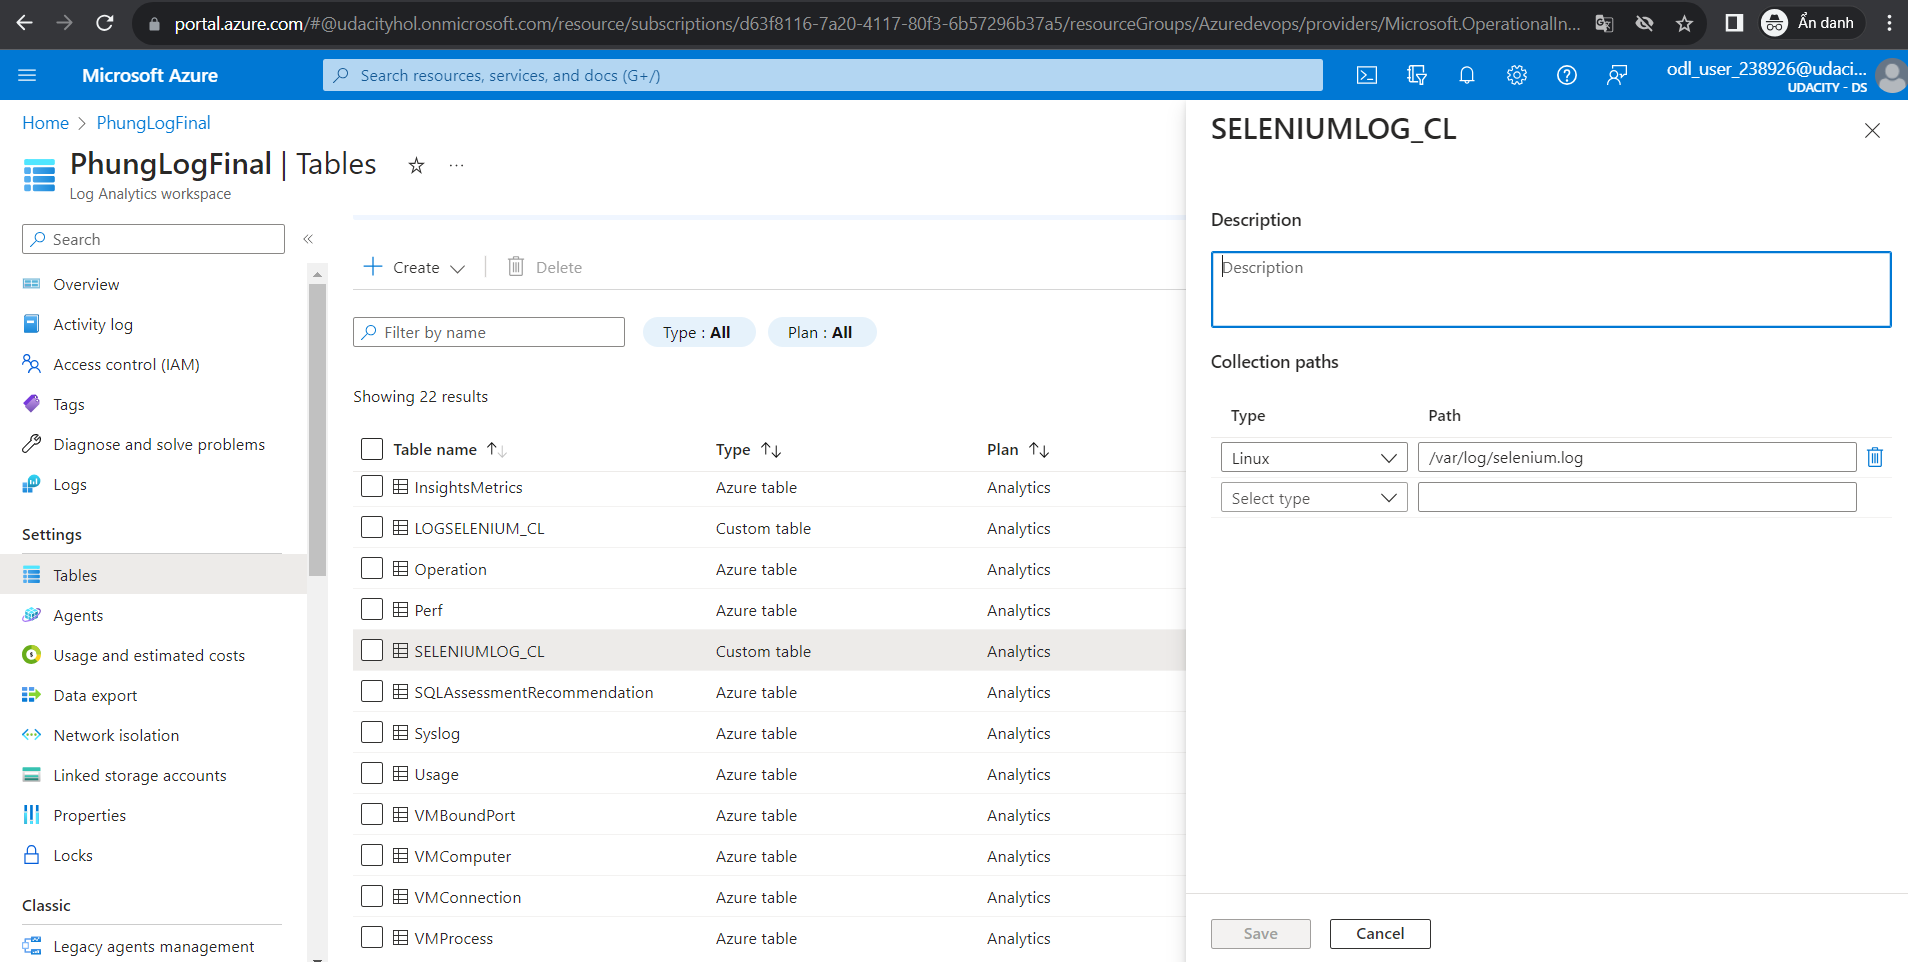 portal.azure.com/#@udacityhol.onmicrosoft.com/resource/subscriptions/d63f8116-7a20-4117-80f3-6b57296b37a5/resourceGroups/Azuredevops/providers/Microsoft.OperationalIn...
Ẩn danh
Microsoft Azure
Search resources, services, and docs (G+/)
odl_user_238926@udaci...
UDACITY - DS
Home > PhungLogFinal
PhungLogFinal | Tables
Log Analytics workspace
Search
Overview
Activity log
Access control (IAM)
Tags
Diagnose and solve problems
Logs
Settings
Tables
Agents
Usage and estimated costs
Data export
Network isolation
Linked storage accounts
Properties
Locks
Classic
Legacy agents management
Create
Delete
Filter by name
Type : All
Plan : All
Showing 22 results
Table name Type Plan
InsightsMetrics Azure table Analytics
LOGSELENIUM_CL Custom table Analytics
Operation Azure table Analytics
Perf Azure table Analytics
SELENIUMLOG_CL Custom table Analytics
SQLAssessmentRecommendation Azure table Analytics
Syslog Azure table Analytics
Usage Azure table Analytics
VMBoundPort Azure table Analytics
VMComputer Azure table Analytics
VMConnection Azure table Analytics
VMProcess Azure table Analytics
SELENIUMLOG_CL
Description
Description
Collection paths
Type Path
Linux /var/log/selenium.log
Select type
Save Cancel